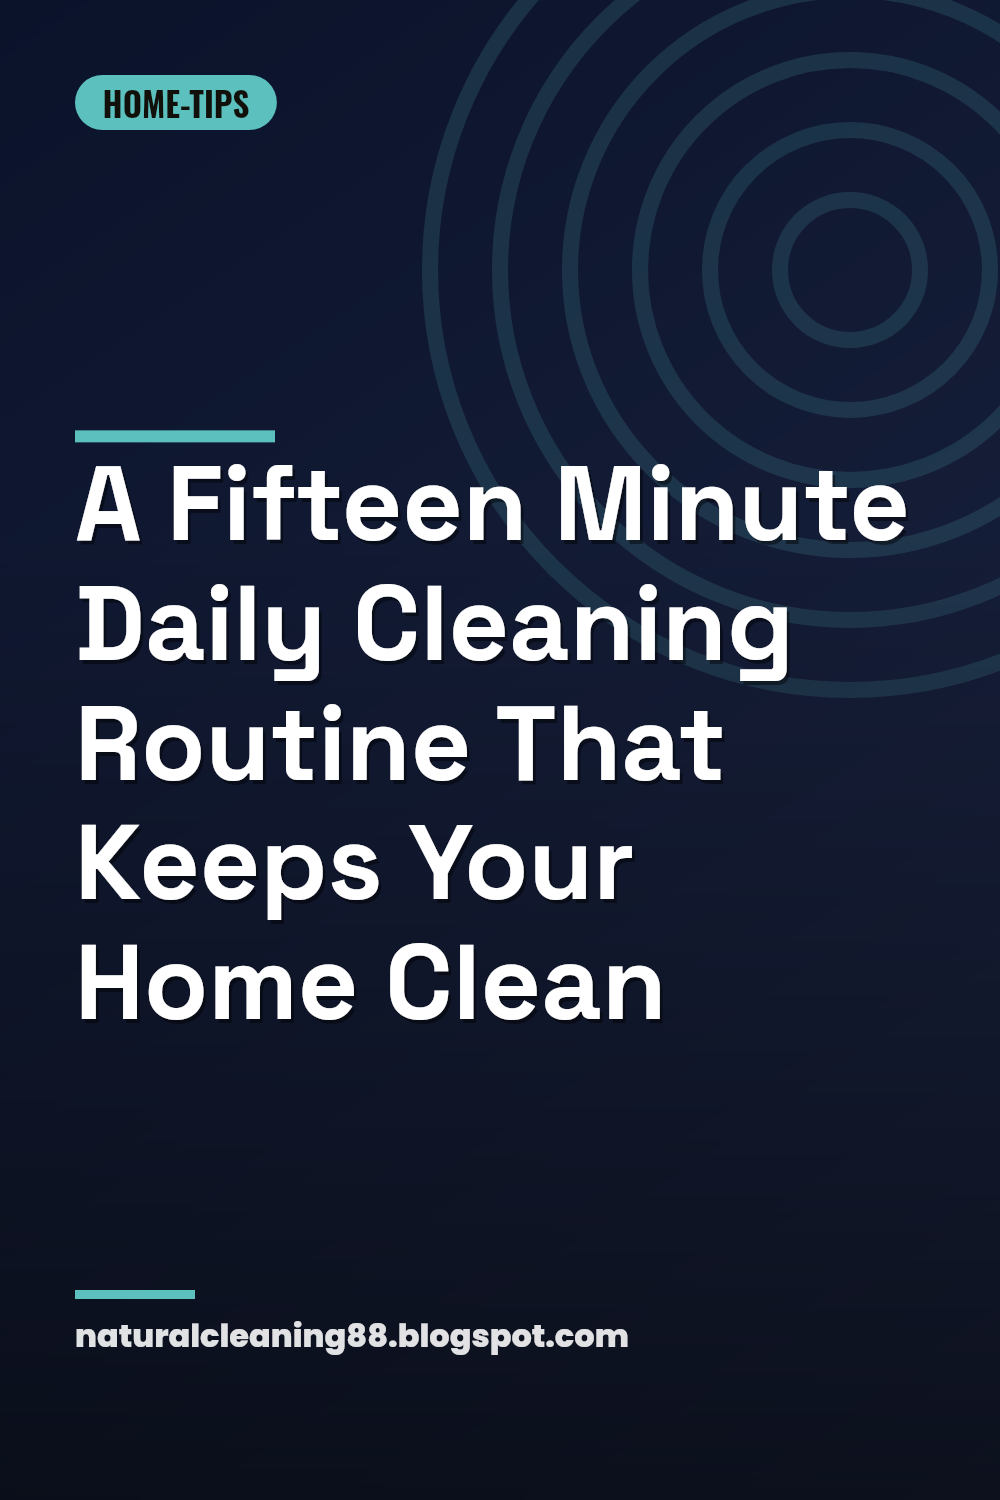 HOME-TIPS
A Fifteen Minute
Daily Cleaning
Routine That
Keeps Your
Home Clean
naturalcleaning88.blogspot.com